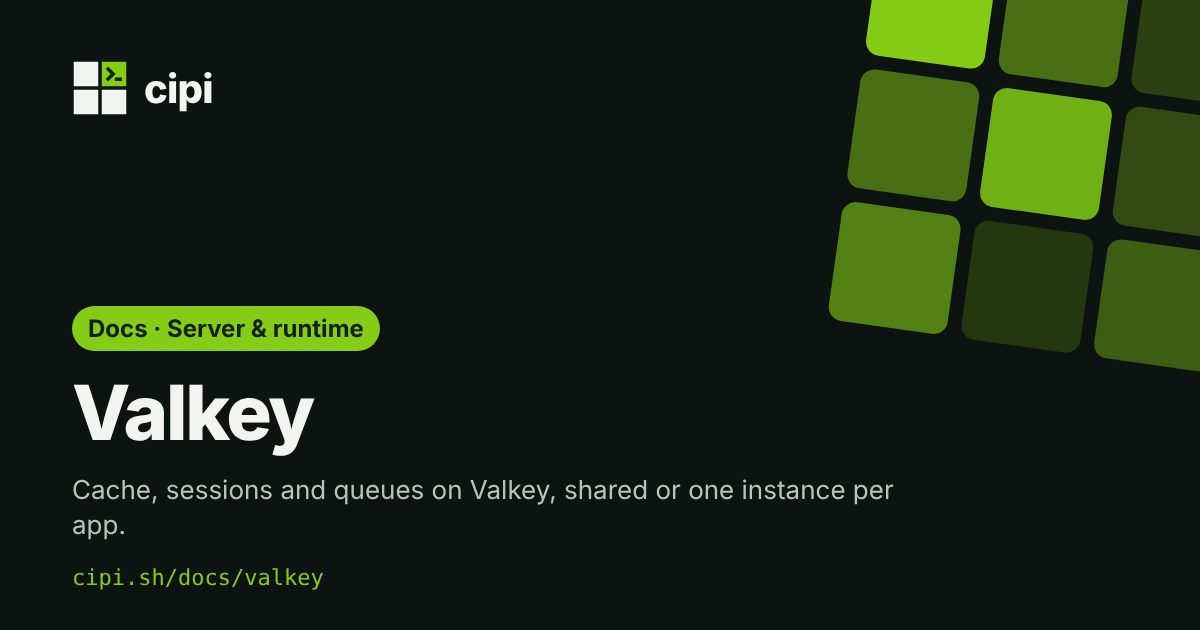 cipi
Docs · Server & runtime
Valkey
Cache, sessions and queues on Valkey, shared or one instance per
app.
cipi.sh/docs/valkey